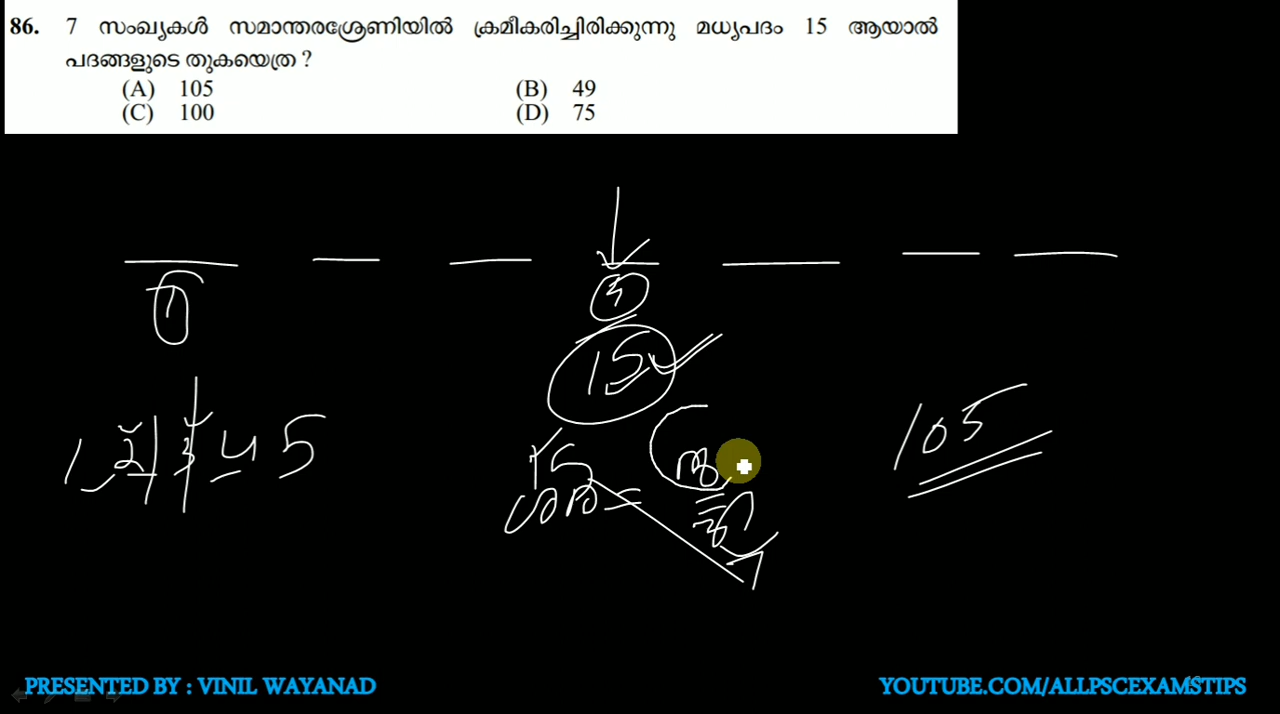 86. 7 സംഖ്യകൾ സമാന്തരശ്രേണിയിൽ ക്രമീകരിച്ചിരിക്കുന്നു മധ്യപദം 15 ആയാൽ
പദങ്ങളുടെ തുകയെത്ര ?
(A) 105 (B) 49
(C) 100 (D) 75
15
1 2 3 4 5
105
PRESENTED BY : VINIL WAYANAD YOUTUBE.COM/ALLPSCEXAMSTIPS